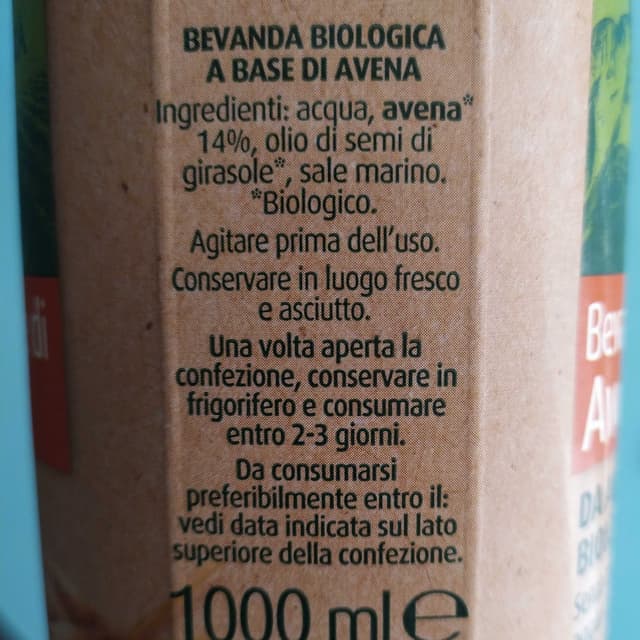 BEVANDA BIOLOGICA
A BASE DI AVENA
Ingredienti: acqua, avena*
14%, olio di semi di
girasole*, sale marino.
*Biologico.
Agitare prima dell'uso.
Conservare in luogo fresco
e asciutto.
Una volta aperta la
confezione, conservare in
frigorifero e consumare
entro 2-3 giorni.
Da consumarsi
preferibilmente entro il:
vedi data indicata sul lato
superiore della confezione.
1000 ml e
di